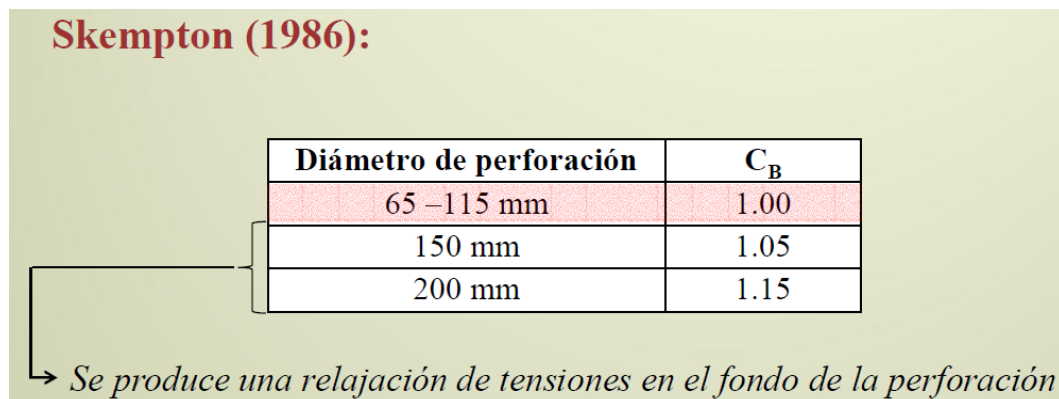 Skempton (1986):
Diámetro de perforación C_B
65 –115 mm 1.00
150 mm 1.05
200 mm 1.15
Se produce una relajación de tensiones en el fondo de la perforación